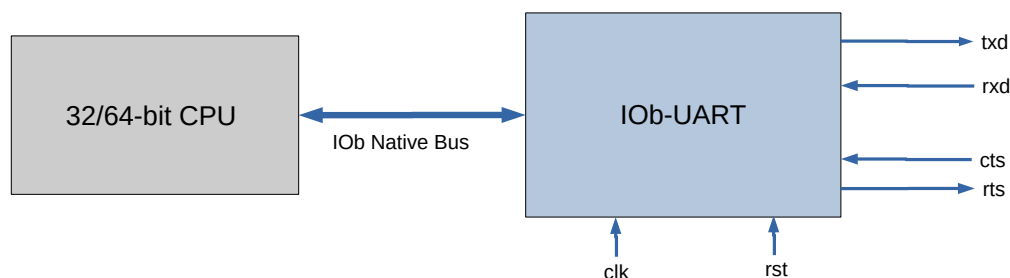 txd
rxd
32/64-bit CPU
IOb-UART
IOb Native Bus
cts
rts
clk
rst